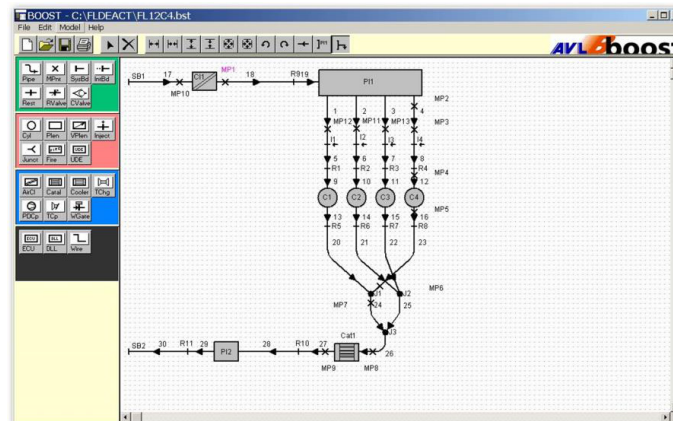 BOOST - C:\FLDEACT\FL12C4.bst
File Edit Model Help
AVL boost
Pipe MPnt SysBd IntBd
Rest RValve CValve
Cyl Plen VPlen Inject
Junct Fire UDE
AirCl Catal Cooler TChg
PDCp TCp WGate
ECU DLL Wire
SB1 17 CI1 MP1 18 R919 PI1
MP10
1 2 3 4 MP2
MP12 MP11 MP13 MP3
I1 I2 I3 I4
5 6 7 8
R1 R2 R3 R4 MP4
9 10 11 12
C1 C2 C3 C4 MP5
13 14 15 16
R5 R6 R7 R8
20 21 22 23
J1 J2 MP6
MP7 24 25
J3
Cat1
SB2 30 R11 29 PI2 28 R10 27 26
MP9 MP8